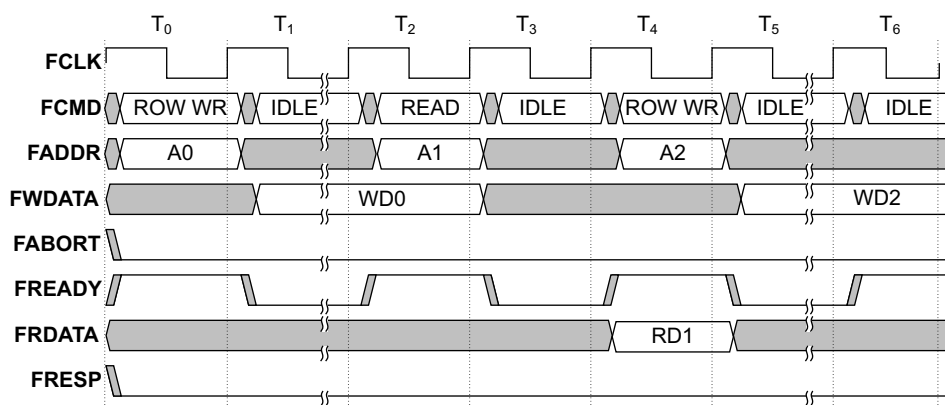 T0 T1 T2 T3 T4 T5 T6
FCLK
FCMD ROW WR IDLE READ IDLE ROW WR IDLE IDLE
FADDR A0 A1 A2
FWDATA WD0 WD2
FABORT
FREADY
FRDATA RD1
FRESP